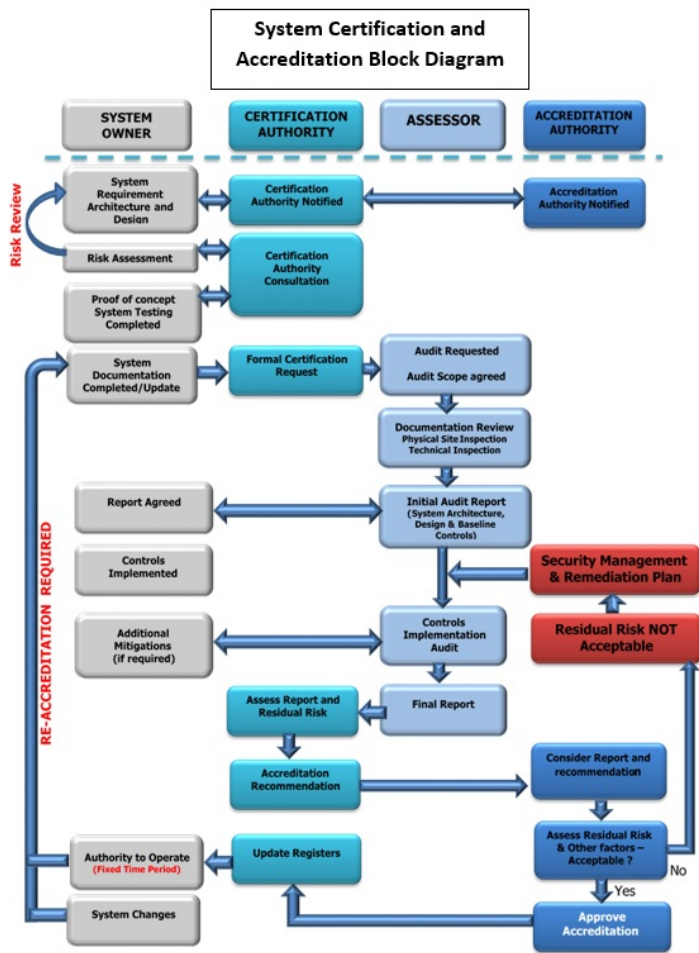 System Certification and
Accreditation Block Diagram
SYSTEM
OWNER
CERTIFICATION
AUTHORITY
ASSESSOR
ACCREDITATION
AUTHORITY
Risk Review
System
Requirement
Architecture and
Design
Certification
Authority Notified
Accreditation
Authority Notified
Risk Assessment
Certification
Authority
Consultation
Proof of concept
System Testing
Completed
System
Documentation
Completed/Update
Formal Certification
Request
Audit Requested
Audit Scope agreed
Documentation Review
Physical Site Inspection
Technical Inspection
Report Agreed
Initial Audit Report
(System Architecture,
Design & Baseline
Controls)
RE-ACCREDITATION REQUIRED
Controls
Implemented
Security Management
& Remediation Plan
Additional
Mitigations
(if required)
Controls
Implementation
Audit
Residual Risk NOT
Acceptable
Assess Report and
Residual Risk
Final Report
Accreditation
Recommendation
Consider Report and
recommendation
Authority to Operate
(Fixed Time Period)
Update Registers
Assess Residual Risk
& Other factors –
Acceptable ?
No
Yes
System Changes
Approve
Accreditation